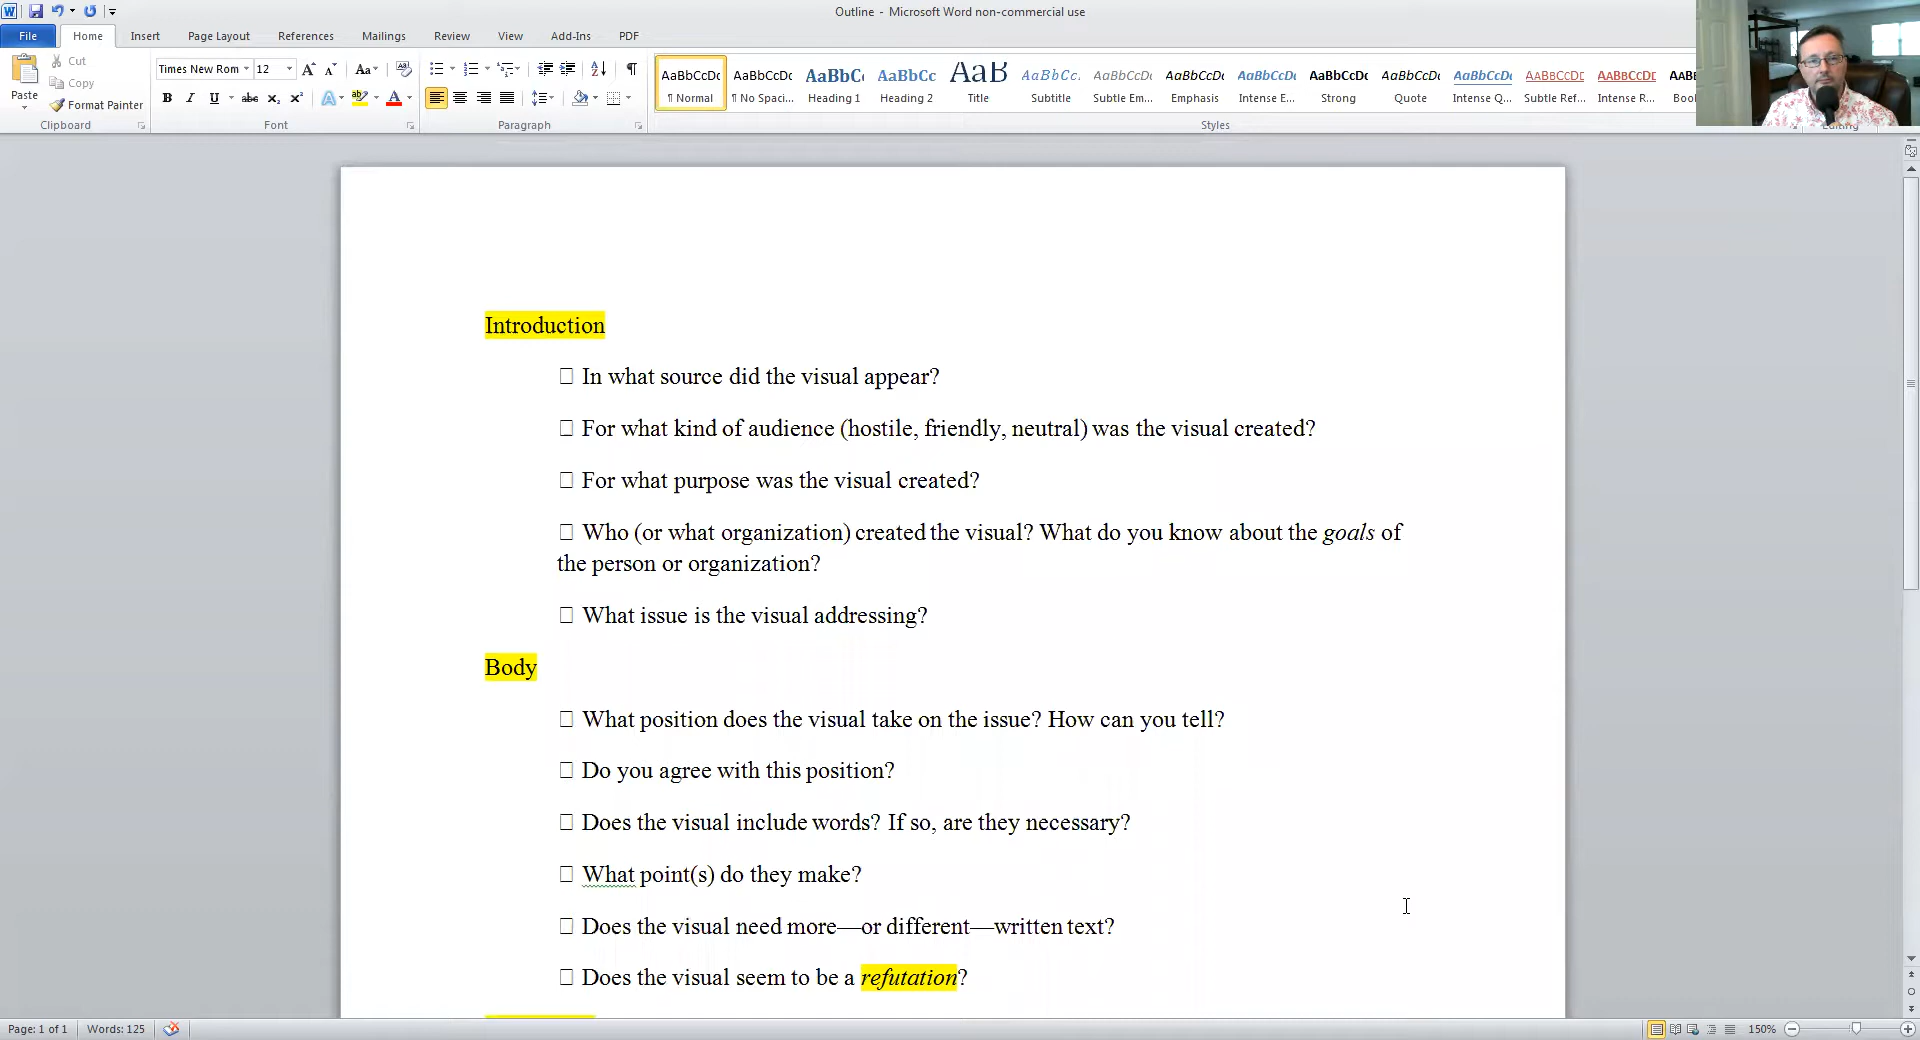 Outline - Microsoft Word non-commercial use
File Home Insert Page Layout References Mailings Review View Add-Ins PDF
Paste
Cut
Copy
Format Painter
Clipboard
Times New Rom 12
Font
Paragraph
AaBbCcDc AaBbCcDc AaBbCc AaBbCc AaB AaBbCc. AaBbCcDc AaBbCcDc AaBbCcDc AaBbCcDc AaBbCcDc AaBbCcDc AABBCCDD AABBCCDD AABB
¶ Normal ¶ No Spaci... Heading 1 Heading 2 Title Subtitle Subtle Em... Emphasis Intense E... Strong Quote Intense Q... Subtle Ref... Intense R... Boo
Styles
Editing
Introduction
☐ In what source did the visual appear?
☐ For what kind of audience (hostile, friendly, neutral) was the visual created?
☐ For what purpose was the visual created?
☐ Who (or what organization) created the visual? What do you know about the goals of
the person or organization?
☐ What issue is the visual addressing?
Body
☐ What position does the visual take on the issue? How can you tell?
☐ Do you agree with this position?
☐ Does the visual include words? If so, are they necessary?
☐ What point(s) do they make?
☐ Does the visual need more—or different—written text?
☐ Does the visual seem to be a refutation?
Page: 1 of 1 Words: 125 150%